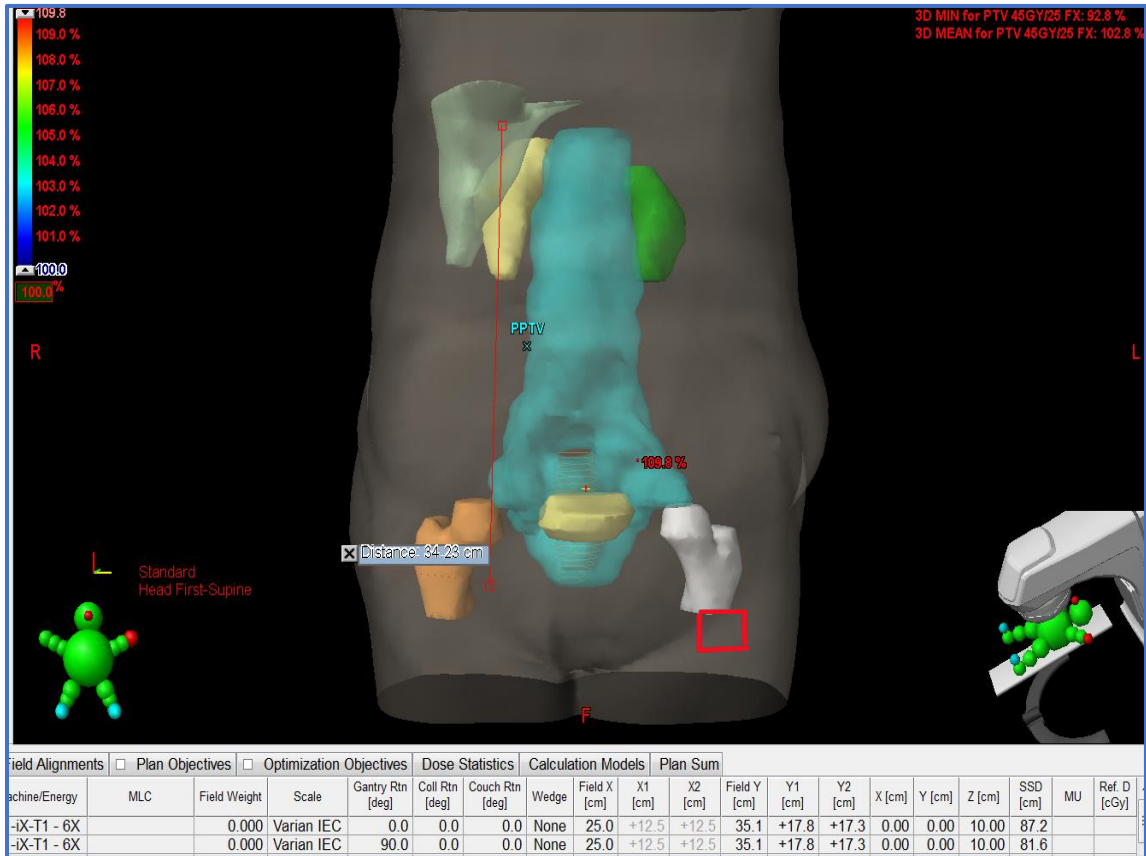 109.8
3D MIN for PTV 45GY/25 FX: 92.8 %
3D MEAN for PTV 45GY/25 FX: 102.8 %
109.0 %
108.0 %
107.0 %
106.0 %
105.0 %
104.0 %
103.0 %
102.0 %
101.0 %
100.0
100.0 %
PPTV
R
L
109.8 %
Distance: 34.23 cm
Standard
Head First-Supine
F
Field Alignments Plan Objectives Optimization Objectives Dose Statistics Calculation Models Plan Sum
achine/Energy MLC Field Weight Scale Gantry Rtn [deg] Coll Rtn [deg] Couch Rtn [deg] Wedge Field X [cm] X1 [cm] X2 [cm] Field Y [cm] Y1 [cm] Y2 [cm] X [cm] Y [cm] Z [cm] SSD [cm] MU Ref. D [cGy]
-iX-T1 - 6X 0.000 Varian IEC 0.0 0.0 0.0 None 25.0 +12.5 +12.5 35.1 +17.8 +17.3 0.00 0.00 10.00 87.2
-iX-T1 - 6X 0.000 Varian IEC 90.0 0.0 0.0 None 25.0 +12.5 +12.5 35.1 +17.8 +17.3 0.00 0.00 10.00 81.6